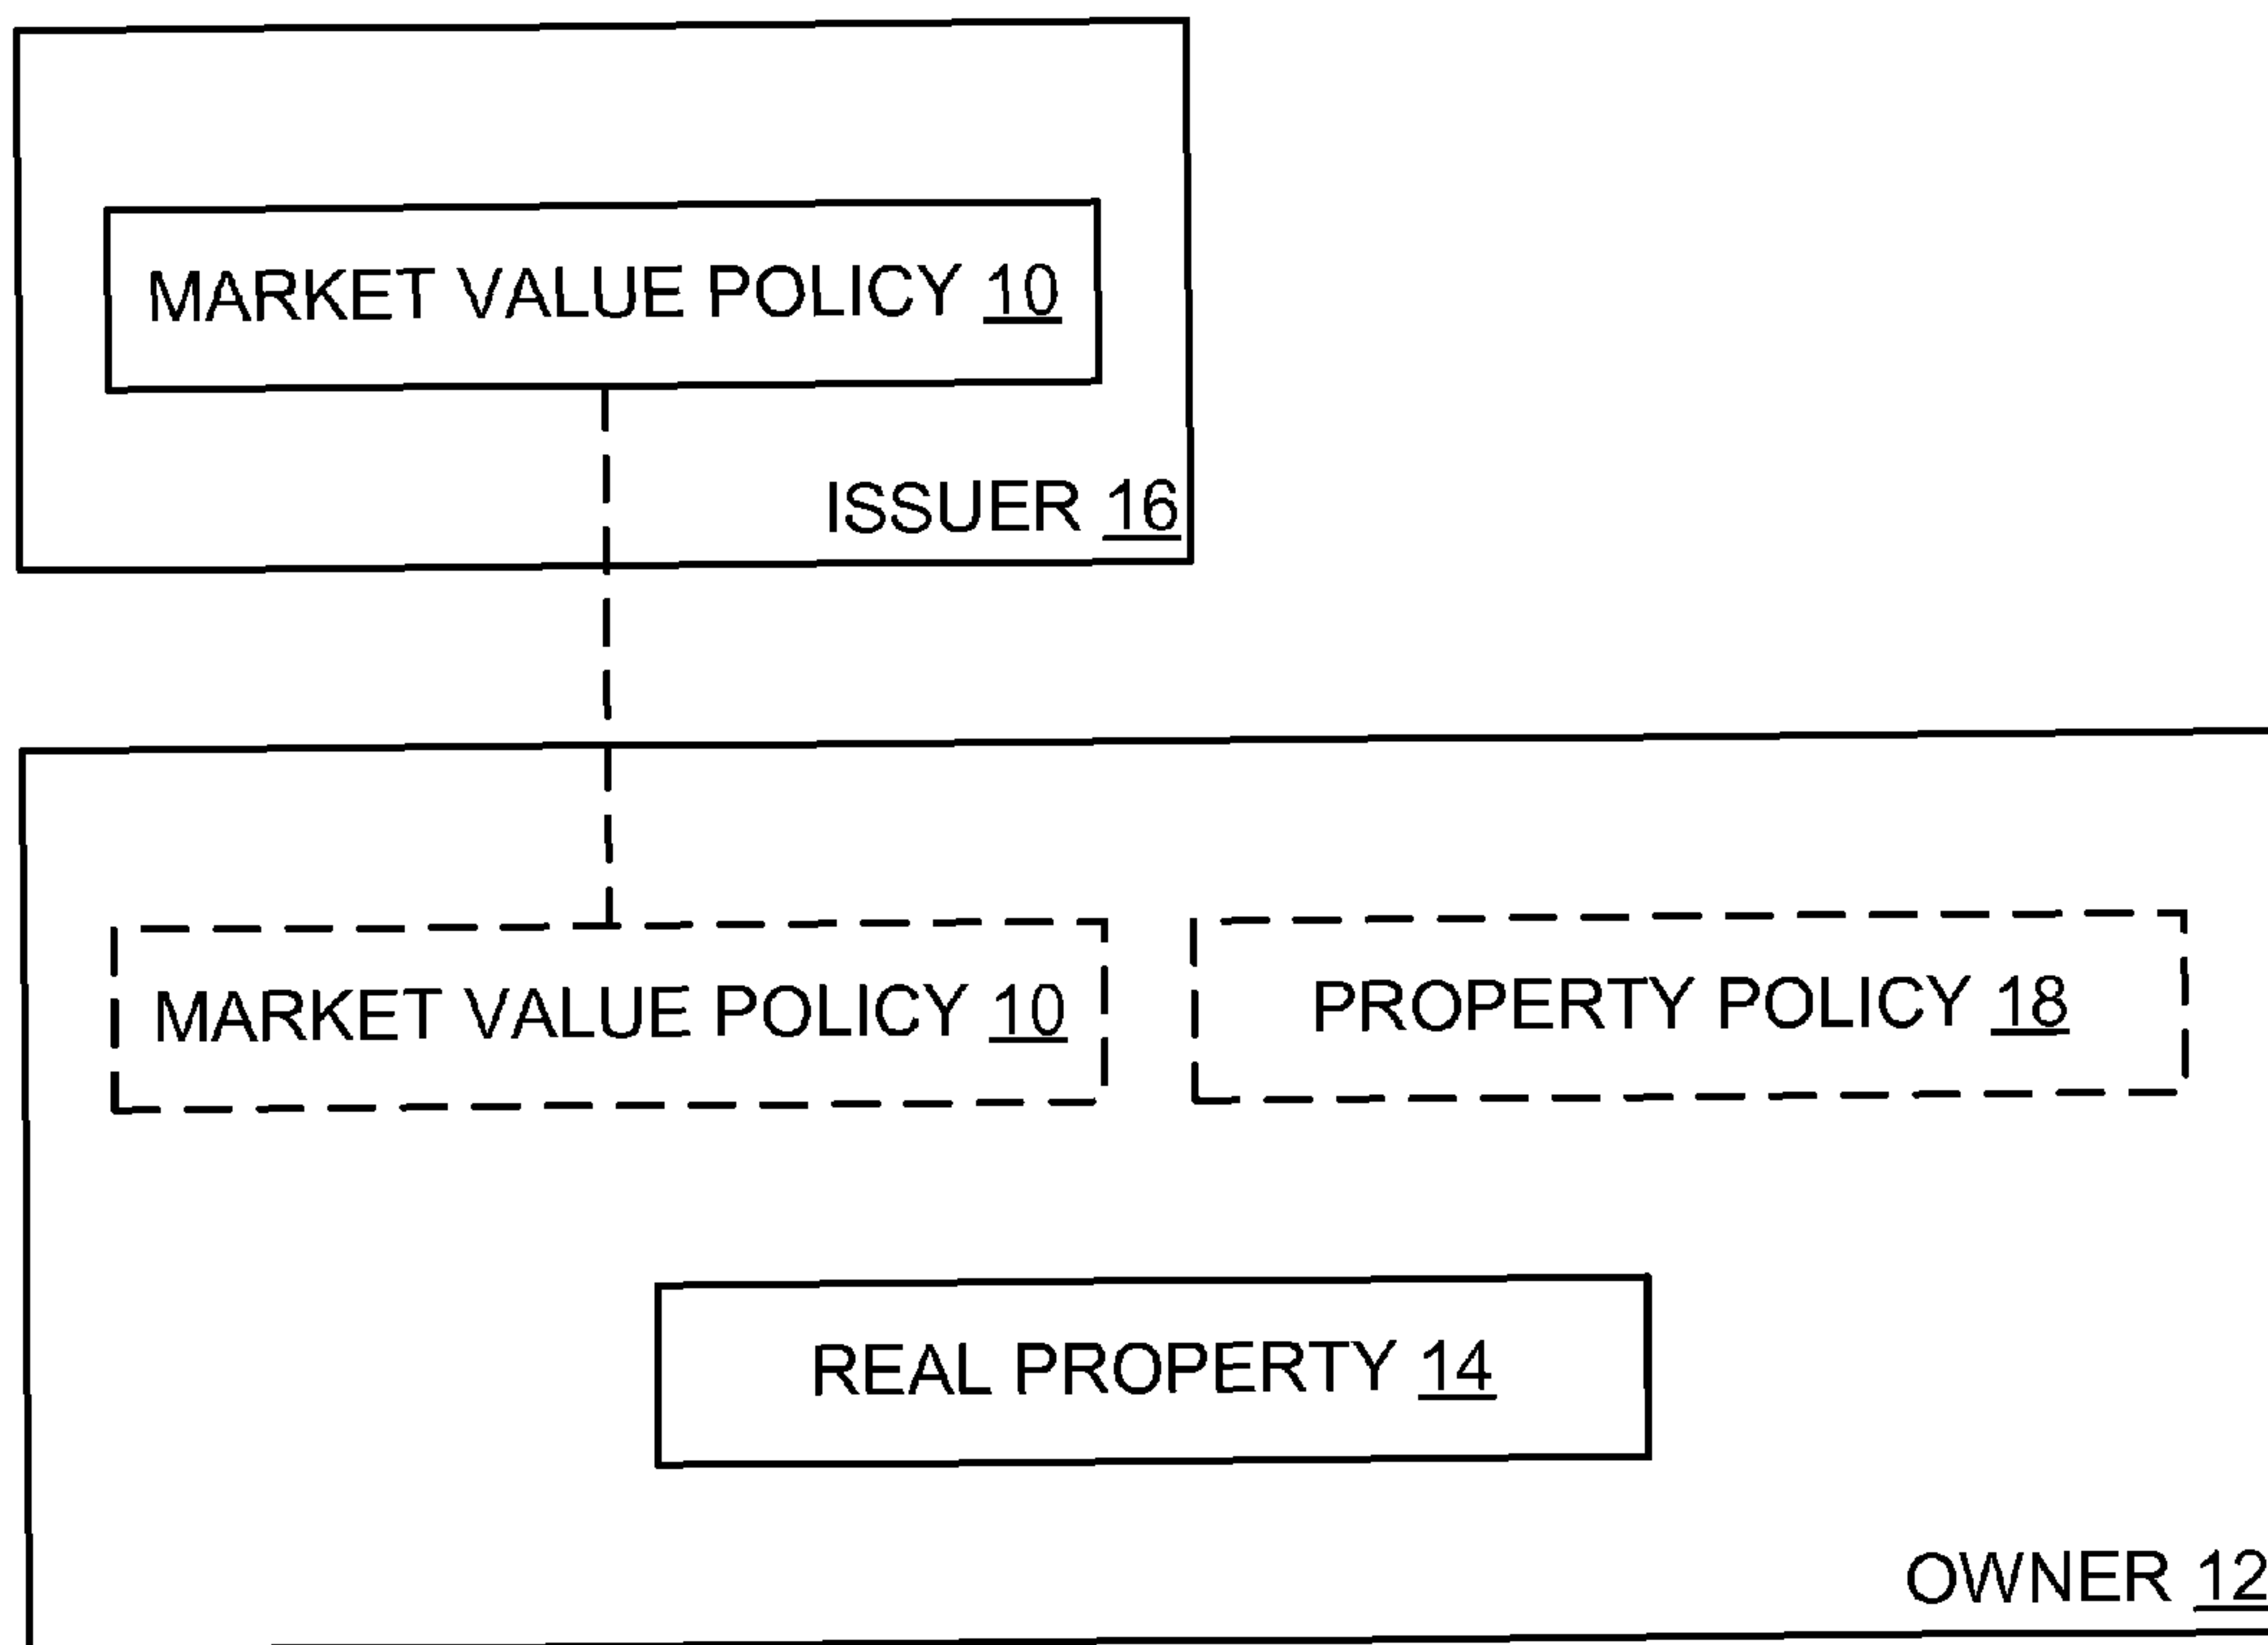 MARKET VALUE POLICY 10
ISSUER 16
MARKET VALUE POLICY 10
PROPERTY POLICY 18
REAL PROPERTY 14
OWNER 12